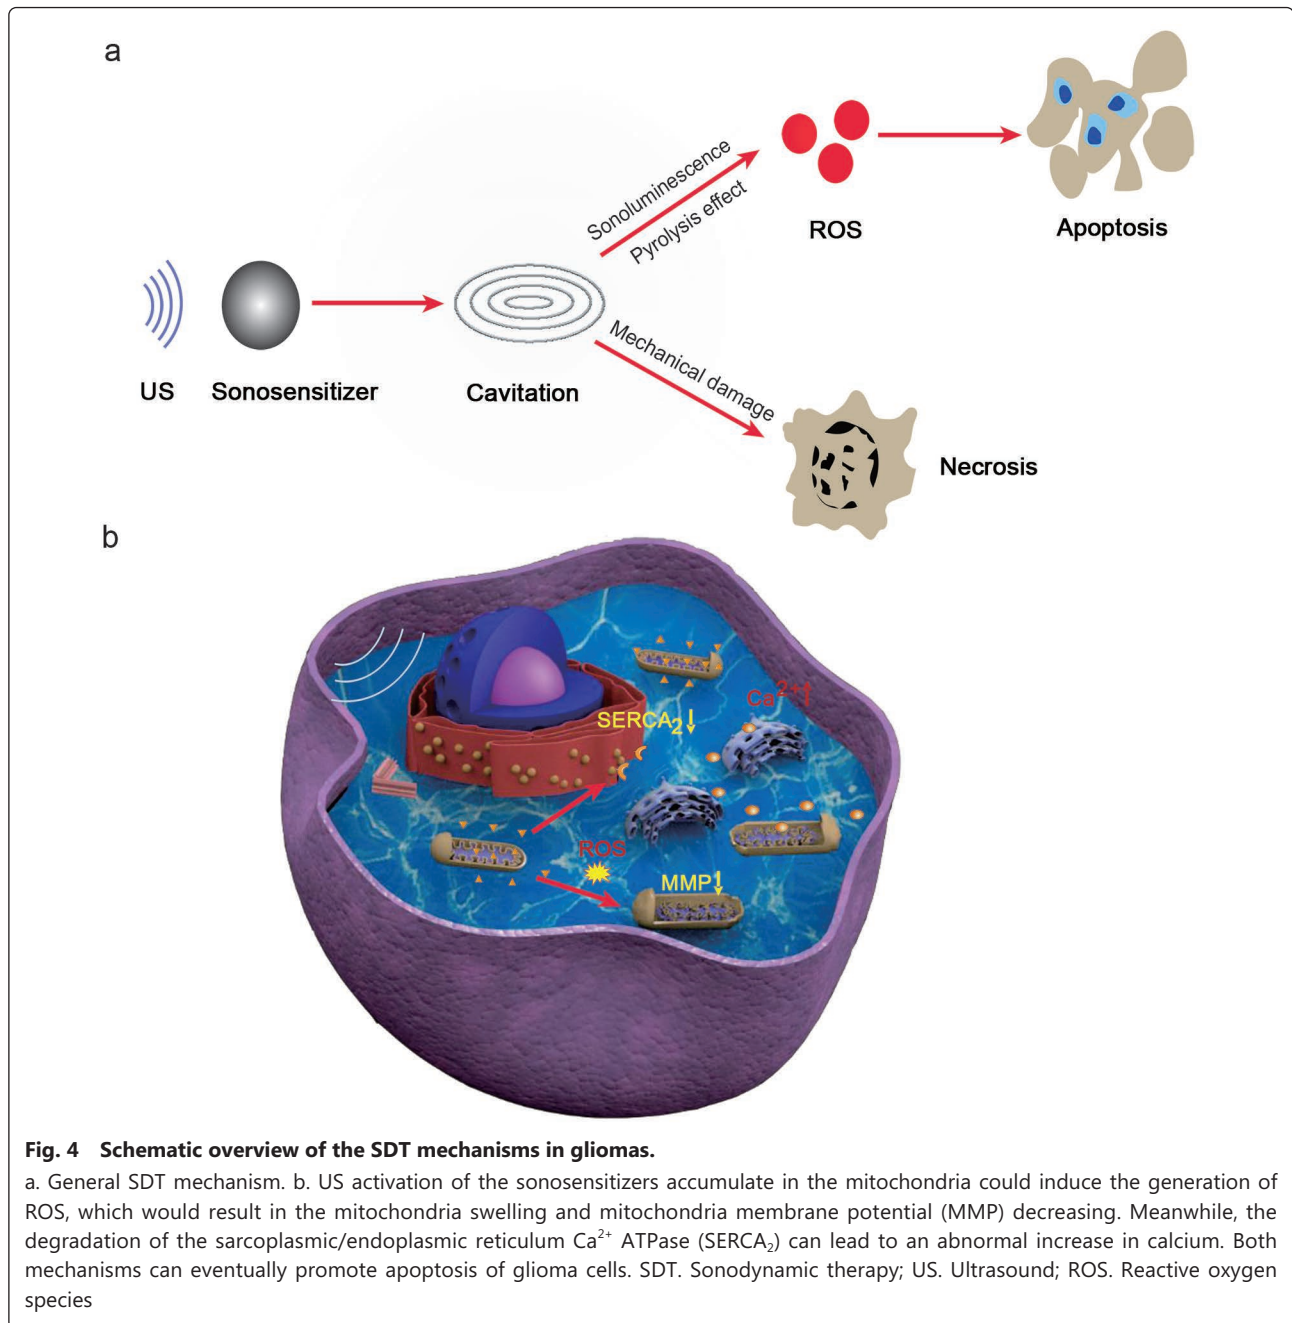 a
Sonoluminescence
Pyrolysis effect
ROS
Apoptosis
US
Sonosensitizer
Cavitation
Mechanical damage
Necrosis
b
Ca²⁺↑
SERCA₂↓
ROS
MMP↓
Fig. 4 Schematic overview of the SDT mechanisms in gliomas.
a. General SDT mechanism. b. US activation of the sonosensitizers accumulate in the mitochondria could induce the generation of
ROS, which would result in the mitochondria swelling and mitochondria membrane potential (MMP) decreasing. Meanwhile, the
degradation of the sarcoplasmic/endoplasmic reticulum Ca²⁺ ATPase (SERCA₂) can lead to an abnormal increase in calcium. Both
mechanisms can eventually promote apoptosis of glioma cells. SDT. Sonodynamic therapy; US. Ultrasound; ROS. Reactive oxygen
species